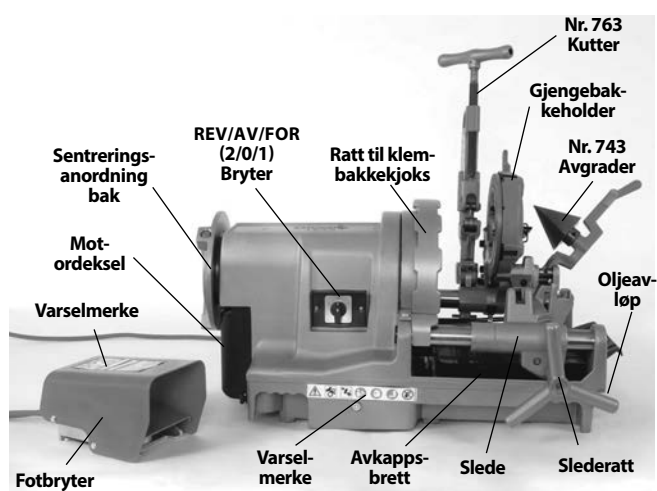 Nr. 763
Kutter
Gjengebak-
keholder
Nr. 743
Avgrader
REV/AV/FOR
(2/0/1)
Bryter
Ratt til klem-
bakkekjoks
Sentrerings-
anordning
bak
Mot-
ordeksel
Varselmerke
Oljeav-
løp
Fotbryter
Varsel-
merke
Avkapps-
brett
Slede
Slederatt